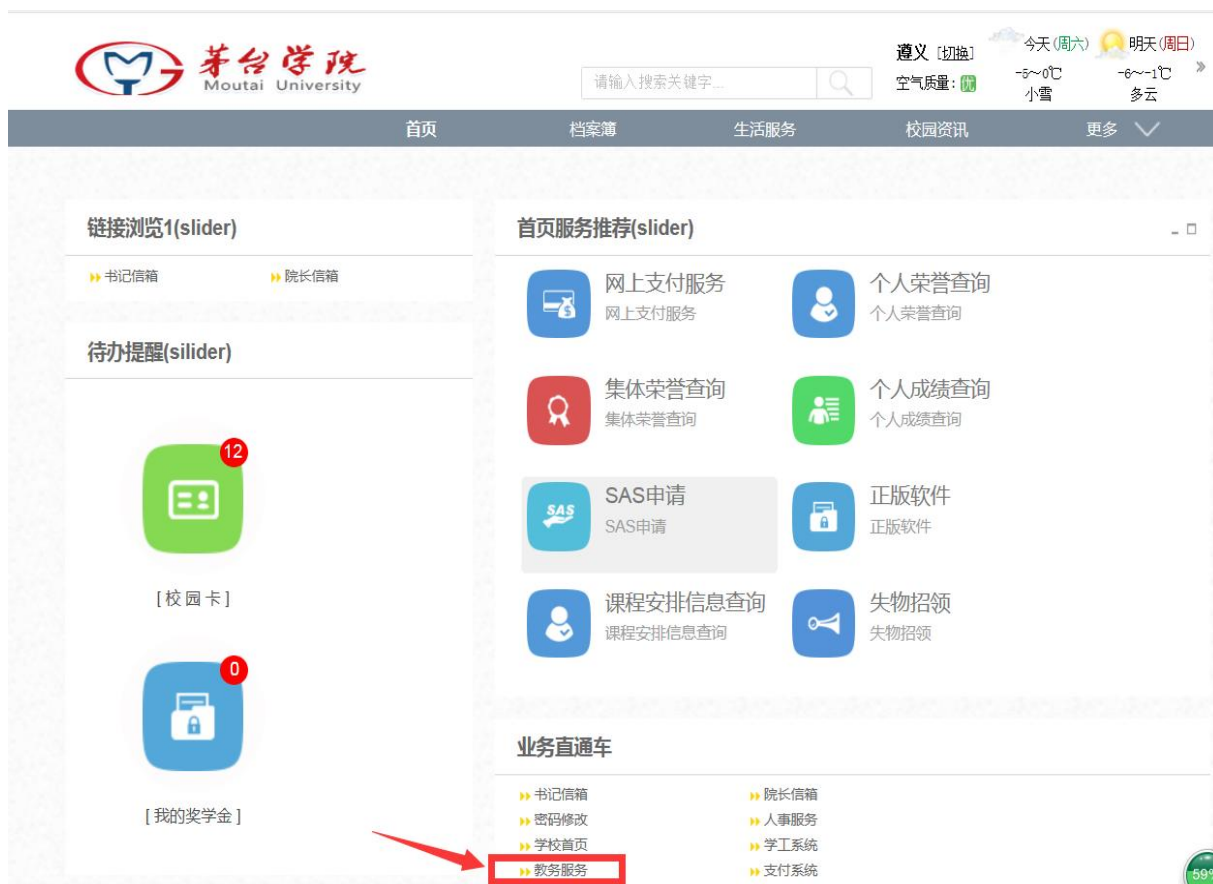 茅台学院
Moutai University
请输入搜索关键字...
遵义 [切换]
空气质量: 优
今天(周六)
-5~0℃
小雪
明天(周日)
-6~-1℃
多云
首页 档案簿 生活服务 校园资讯 更多
链接浏览1(slider)
书记信箱 院长信箱
待办提醒(silider)
12
[校园卡]
0
[我的奖学金]
首页服务推荐(slider)
网上支付服务
网上支付服务
个人荣誉查询
个人荣誉查询
集体荣誉查询
集体荣誉查询
个人成绩查询
个人成绩查询
SAS
SAS申请
SAS申请
正版软件
正版软件
课程安排信息查询
课程安排信息查询
失物招领
失物招领
业务直通车
书记信箱 院长信箱
密码修改 人事服务
学校首页 学工系统
教务服务 支付系统
59%